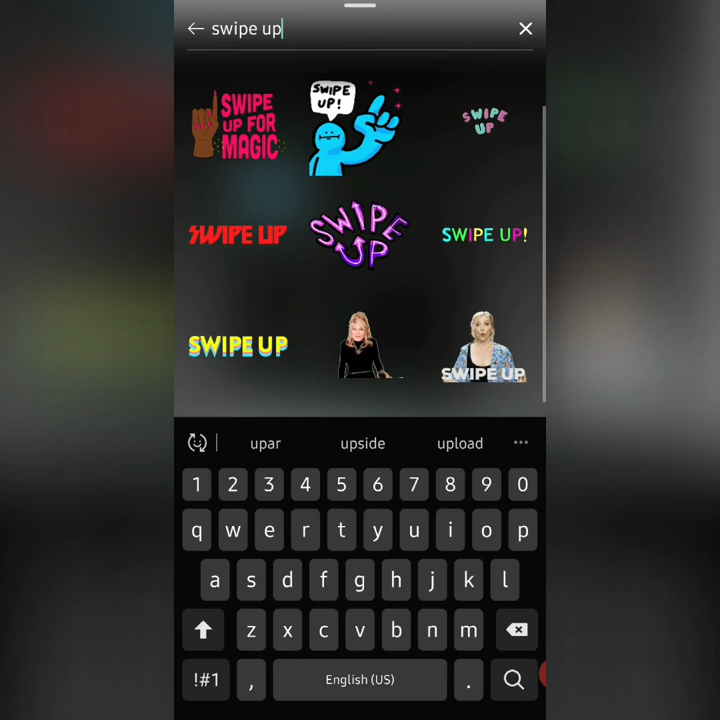 swipe up
SWIPE
UP FOR
MAGIC
SWIPE
UP!
SWIPE
UP
SWIPE UP
SWIPE
UP
SWIPE UP!
SWIPE UP
SWIPE UP
upar upside upload
1 2 3 4 5 6 7 8 9 0
q w e r t y u i o p
a s d f g h j k l
z x c v b n m
!#1 , English (US) .